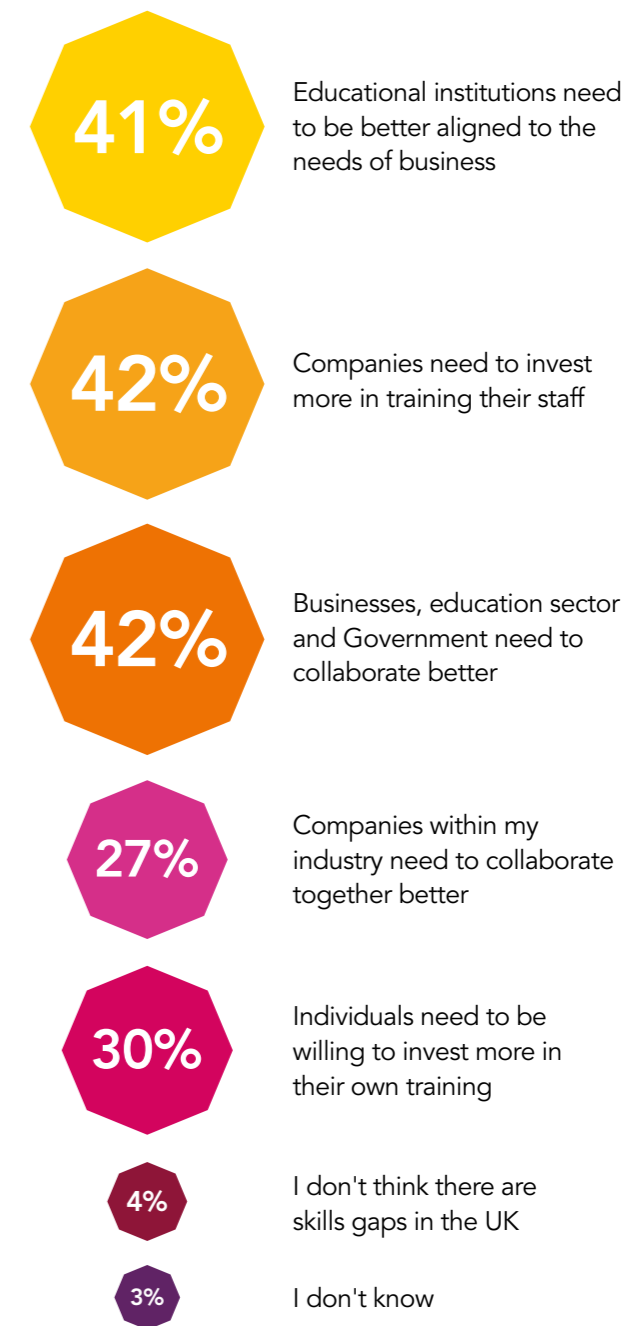 41%
Educational institutions need
to be better aligned to the
needs of business
42%
Companies need to invest
more in training their staff
42%
Businesses, education sector
and Government need to
collaborate better
27%
Companies within my
industry need to collaborate
together better
30%
Individuals need to be
willing to invest more in
their own training
4%
I don't think there are
skills gaps in the UK
3%
I don't know